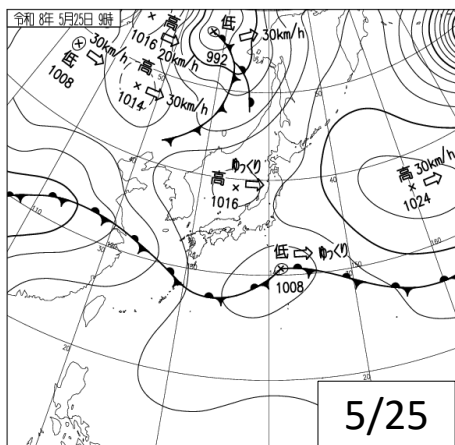 令和 8年 5月25日 9時
高
1016
20km/h
低
30km/h
992
低
30km/h
1008
高
1014
30km/h
高
ゆっくり
1016
高
30km/h
1024
低
ゆっくり
1008
5/25